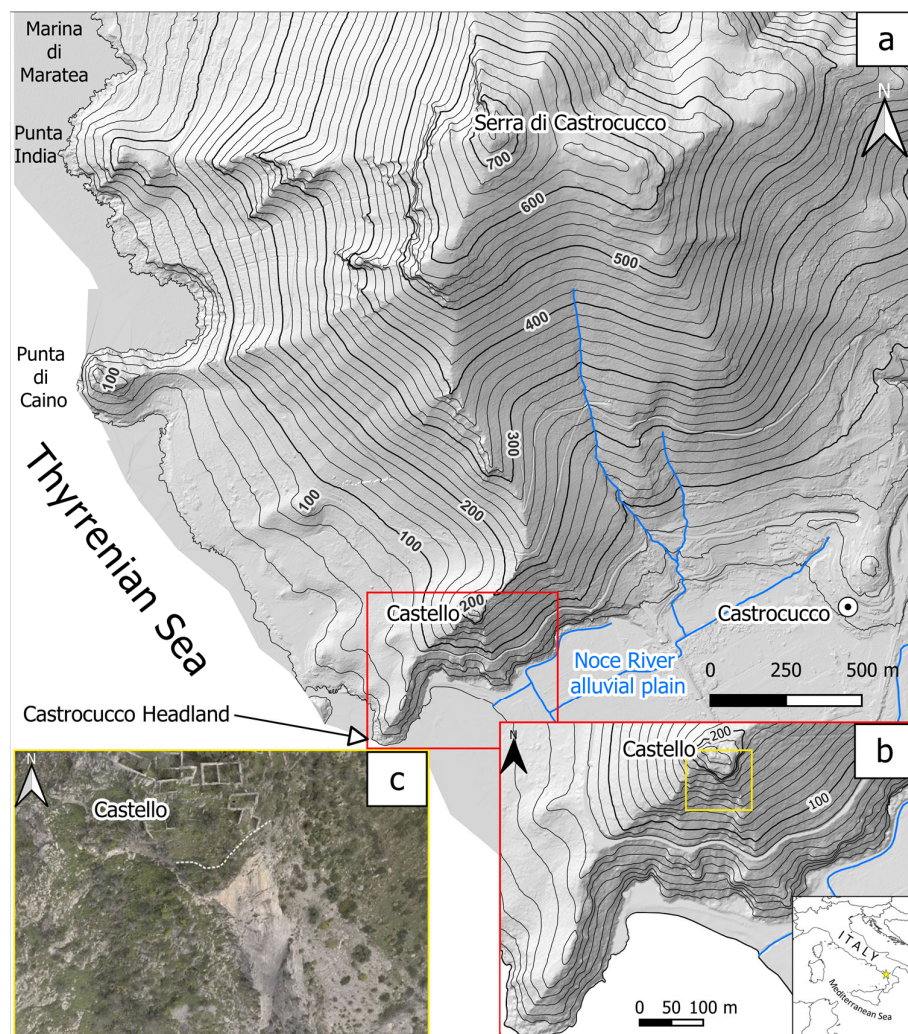 Marina
di
Maratea
a
N
Punta
India
Serra di Castrocucco
700
600
500
400
Punta
di
Caino
100
300
Thyrrenian Sea
100
200
100
200
Castello
Castrocucco
Noce River
alluvial plain
0 250 500 m
Castrocucco Headland
N
c
Castello
N
Castello
200
b
100
0 50 100 m
ITALY
Mediterranean Sea